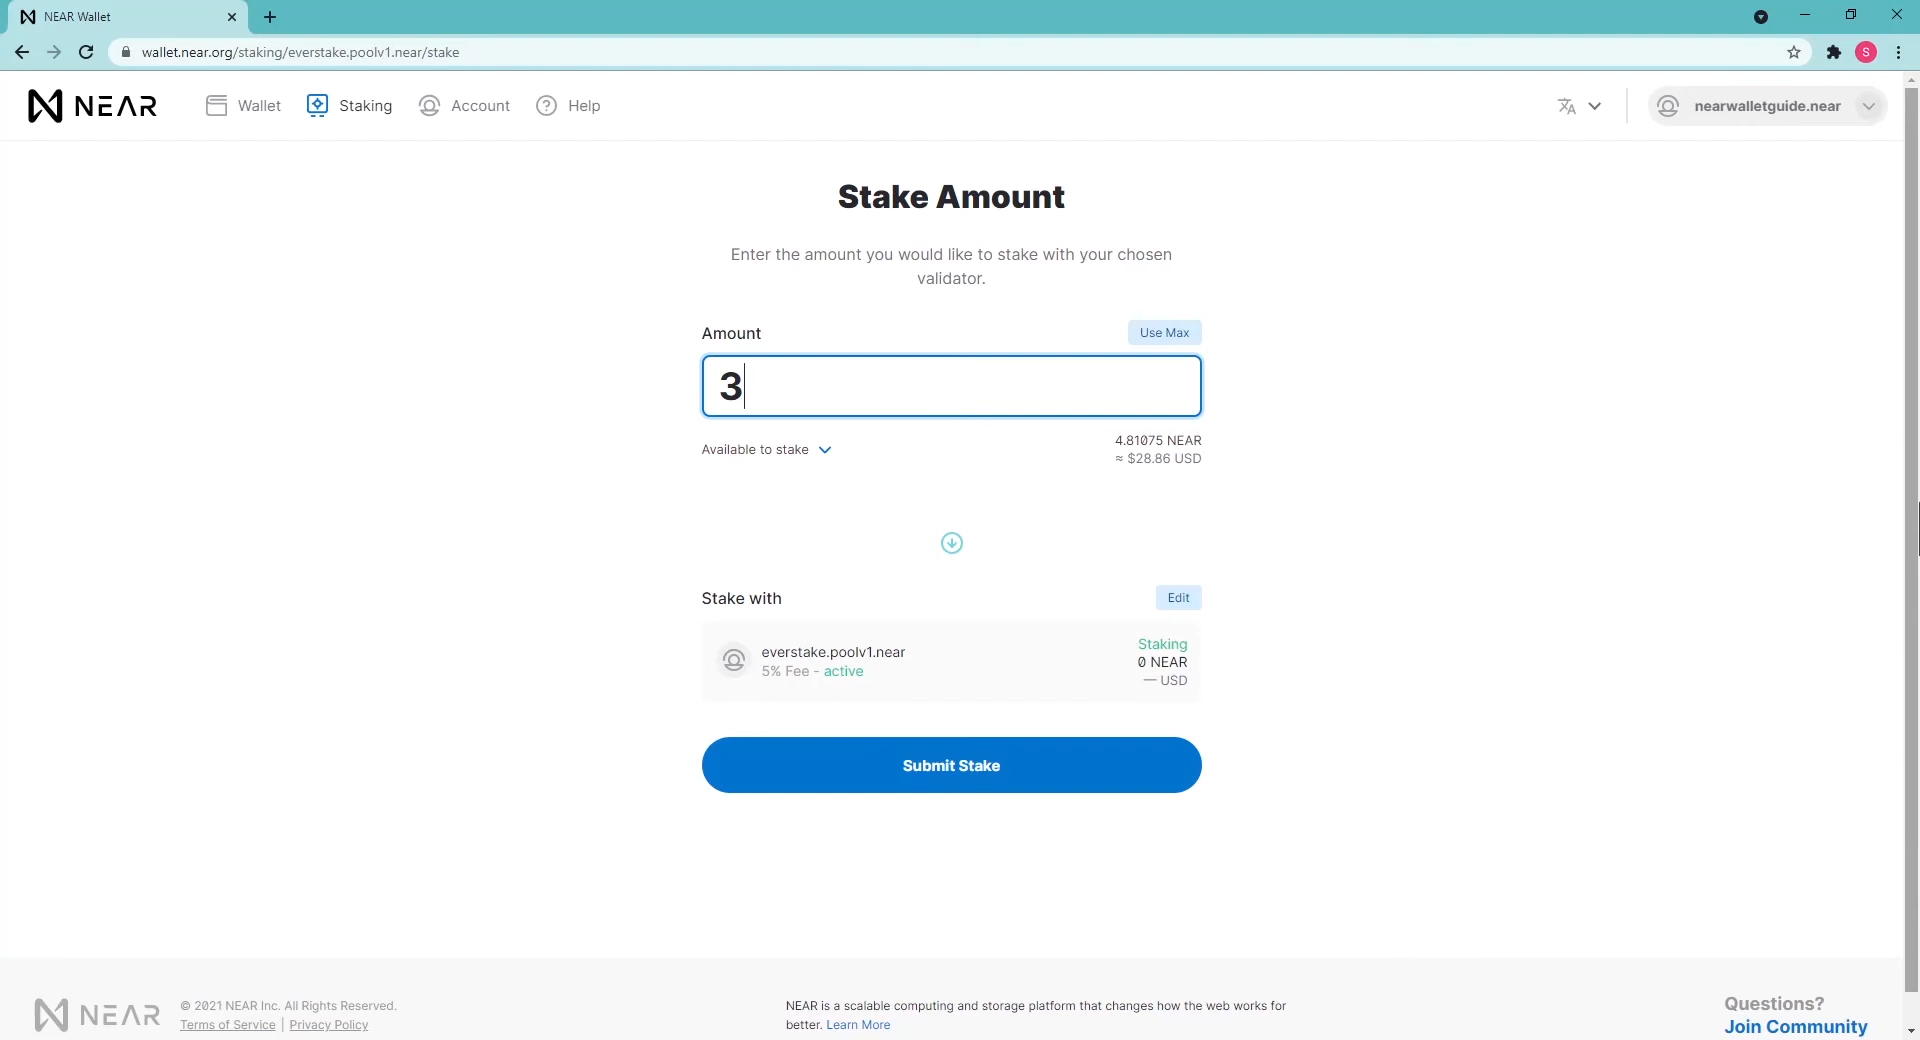 NEAR Wallet
wallet.near.org/staking/everstake.poolv1.near/stake
S
NEAR
Wallet
Staking
Account
Help
nearwalletguide.near
Stake Amount
Enter the amount you would like to stake with your chosen
validator.
Amount
Use Max
3
Available to stake
4.81075 NEAR
≈ $28.86 USD
Stake with
Edit
everstake.poolv1.near
5% Fee - active
Staking
0 NEAR
— USD
Submit Stake
NEAR
© 2021 NEAR Inc. All Rights Reserved.
Terms of Service | Privacy Policy
NEAR is a scalable computing and storage platform that changes how the web works for
better. Learn More
Questions?
Join Community